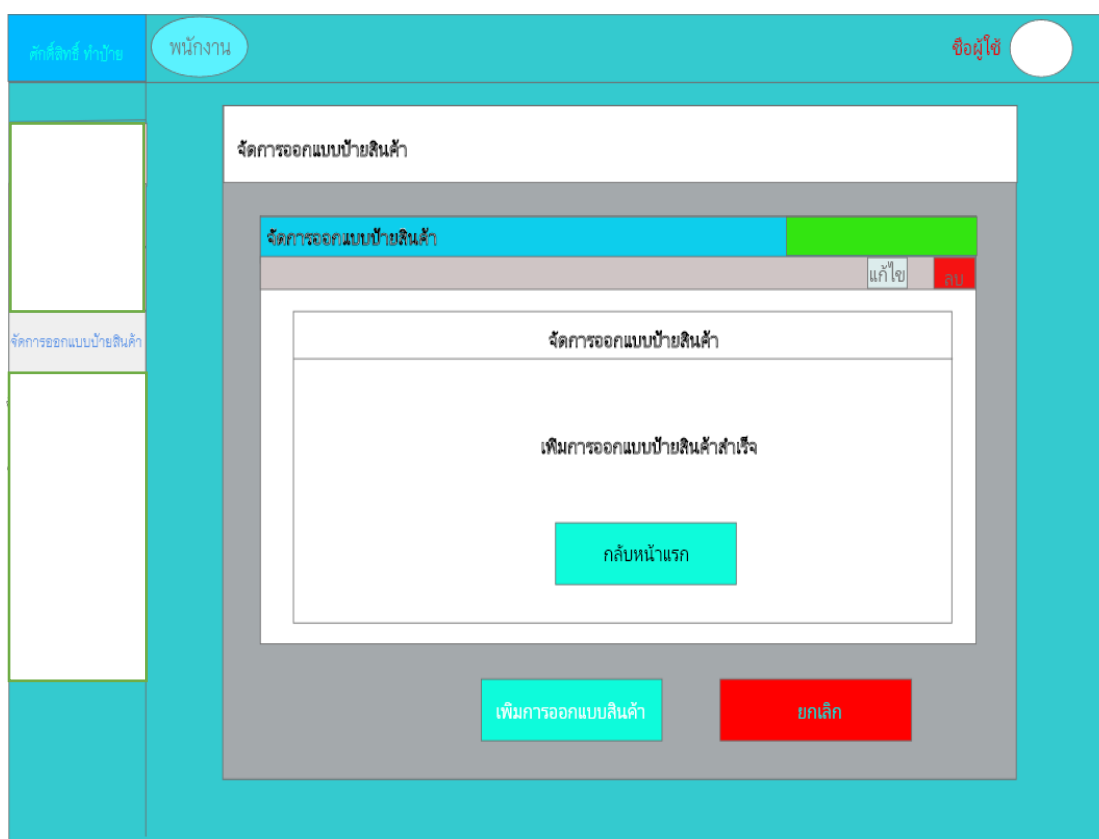 ศักดิ์สิทธิ์ ทำป้าย
พนักงาน
ชื่อผู้ใช้
จัดการออกแบบป้ายสินค้า
จัดการออกแบบป้ายสินค้า
แก้ไข
ลบ
จัดการออกแบบป้ายสินค้า
จัดการออกแบบป้ายสินค้า
เพิ่มการออกแบบป้ายสินค้าสำเร็จ
กลับหน้าแรก
เพิ่มการออกแบบสินค้า
ยกเลิก